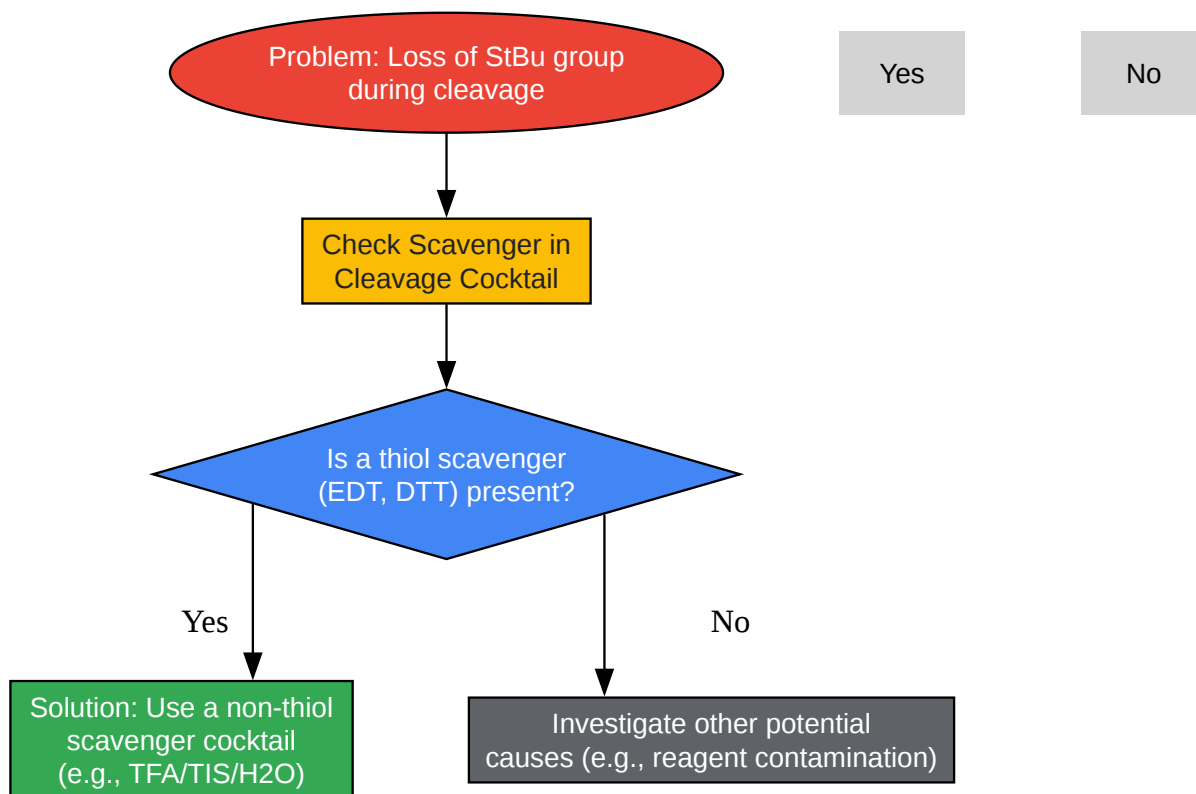 Problem: Loss of StBu group
during cleavage
Yes
No
Check Scavenger in
Cleavage Cocktail
Is a thiol scavenger
(EDT, DTT) present?
Yes
No
Solution: Use a non-thiol
scavenger cocktail
(e.g., TFA/TIS/H2O)
Investigate other potential
causes (e.g., reagent contamination)